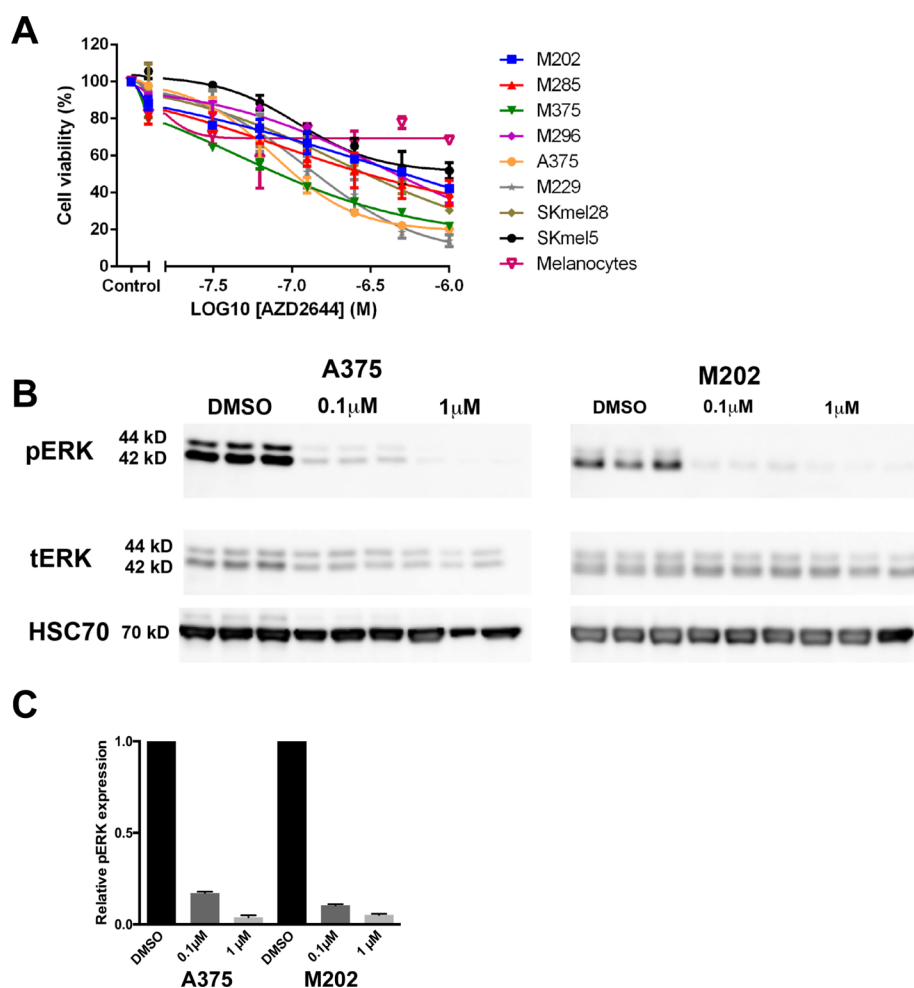 A
Cell viability (%)
120
100
80
60
40
20
0
Control
-7.5
-7.0
-6.5
-6.0
LOG10 [AZD2644] (M)
M202
M285
M375
M296
A375
M229
SKmel28
SKmel5
Melanocytes
B
A375
M202
DMSO 0.1μM 1μM
DMSO 0.1μM 1μM
pERK
44 kD
42 kD
tERK
44 kD
42 kD
HSC70 70 kD
C
Relative pERK expression
1.0
0.5
0.0
DMSO
0.1μM
1 μM
DMSO
0.1μM
1 μM
A375
M202